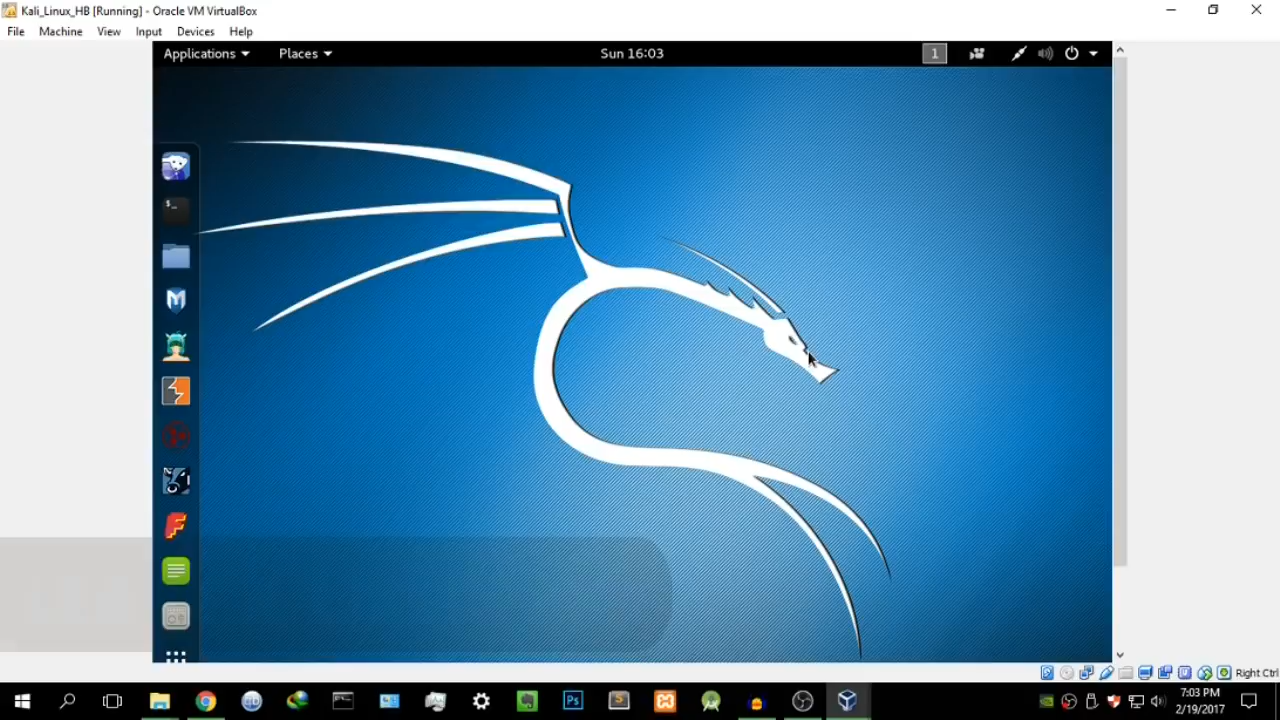 Kali_Linux_HB [Running] - Oracle VM VirtualBox
File Machine View Input Devices Help
Applications Places Sun 16:03 1
$_
M
F
Right Ctrl
Ps
S
7:03 PM
2/19/2017